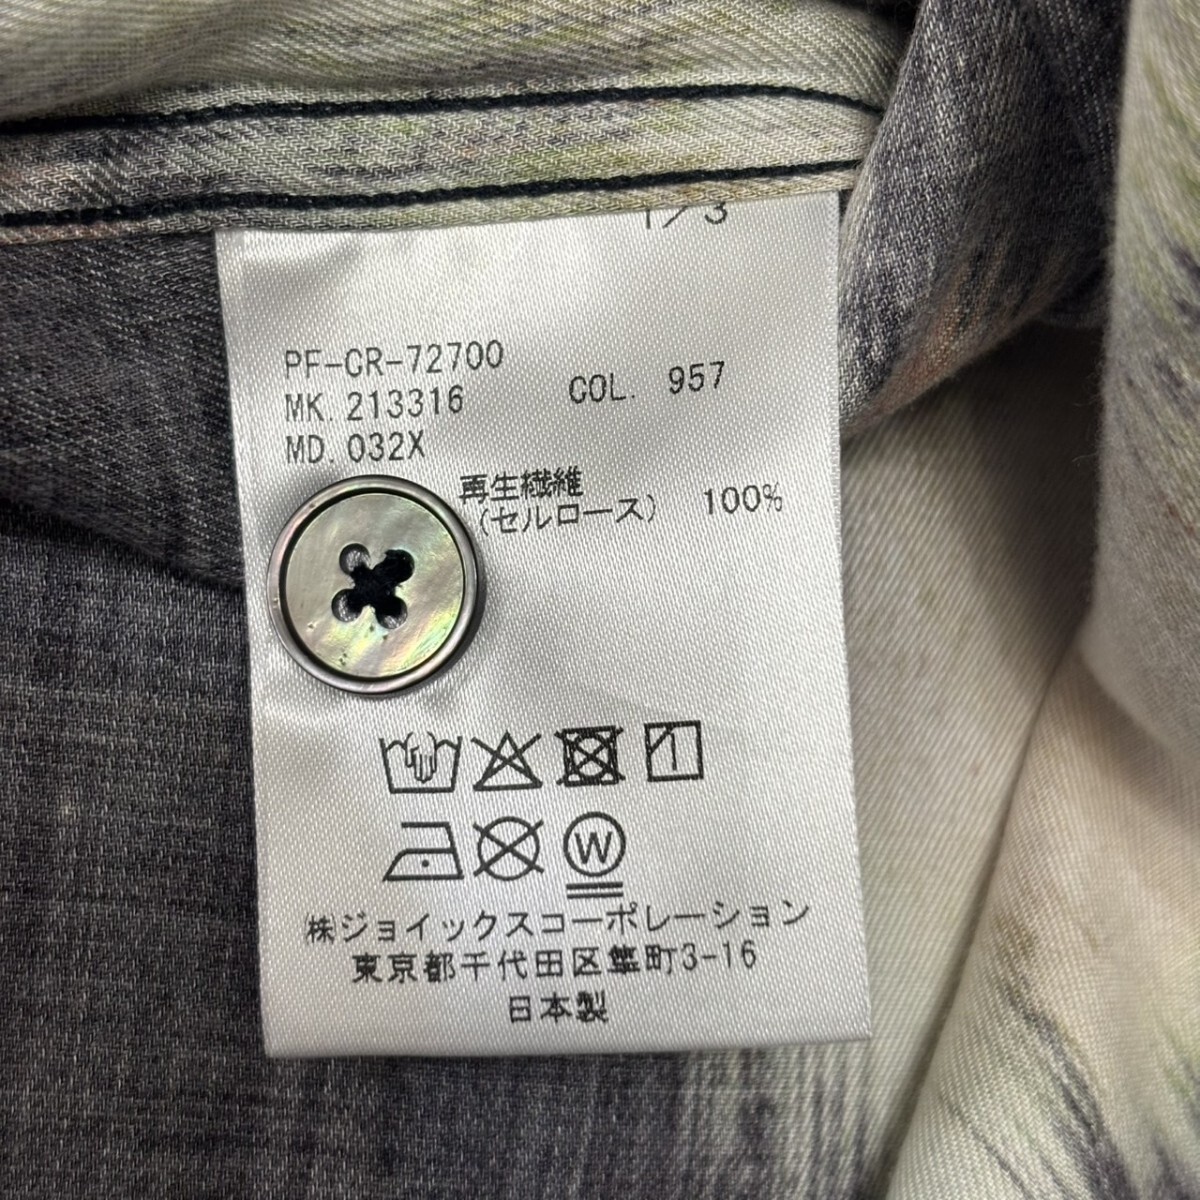 1/3
PF-CR-72700
MK. 213316 COL. 957
MD. 032X
再生繊維
(セルロース) 100%
W
株ジョイックスコーポレーション
東京都千代田区隼町3-16
日本製